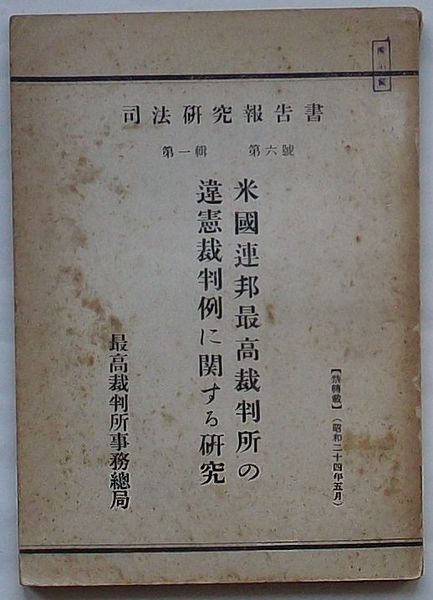 司法研究報告書
第一輯 第六號
米國連邦最高裁判所の
違憲裁判例に関する研究
【禁轉載】(昭和二十四年五月)
最高裁判所事務總局